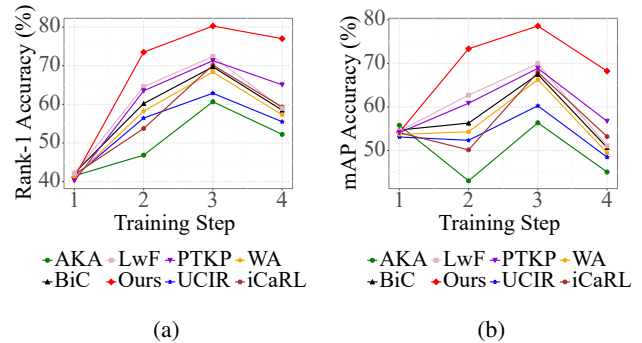 Rank-1 Accuracy (%)
80
70
60
50
40
1 2 3 4
Training Step
AKA LwF PTKP WA
BiC Ours UCIR iCaRL
(a)
mAP Accuracy (%)
80
70
60
50
1 2 3 4
Training Step
AKA LwF PTKP WA
BiC Ours UCIR iCaRL
(b)